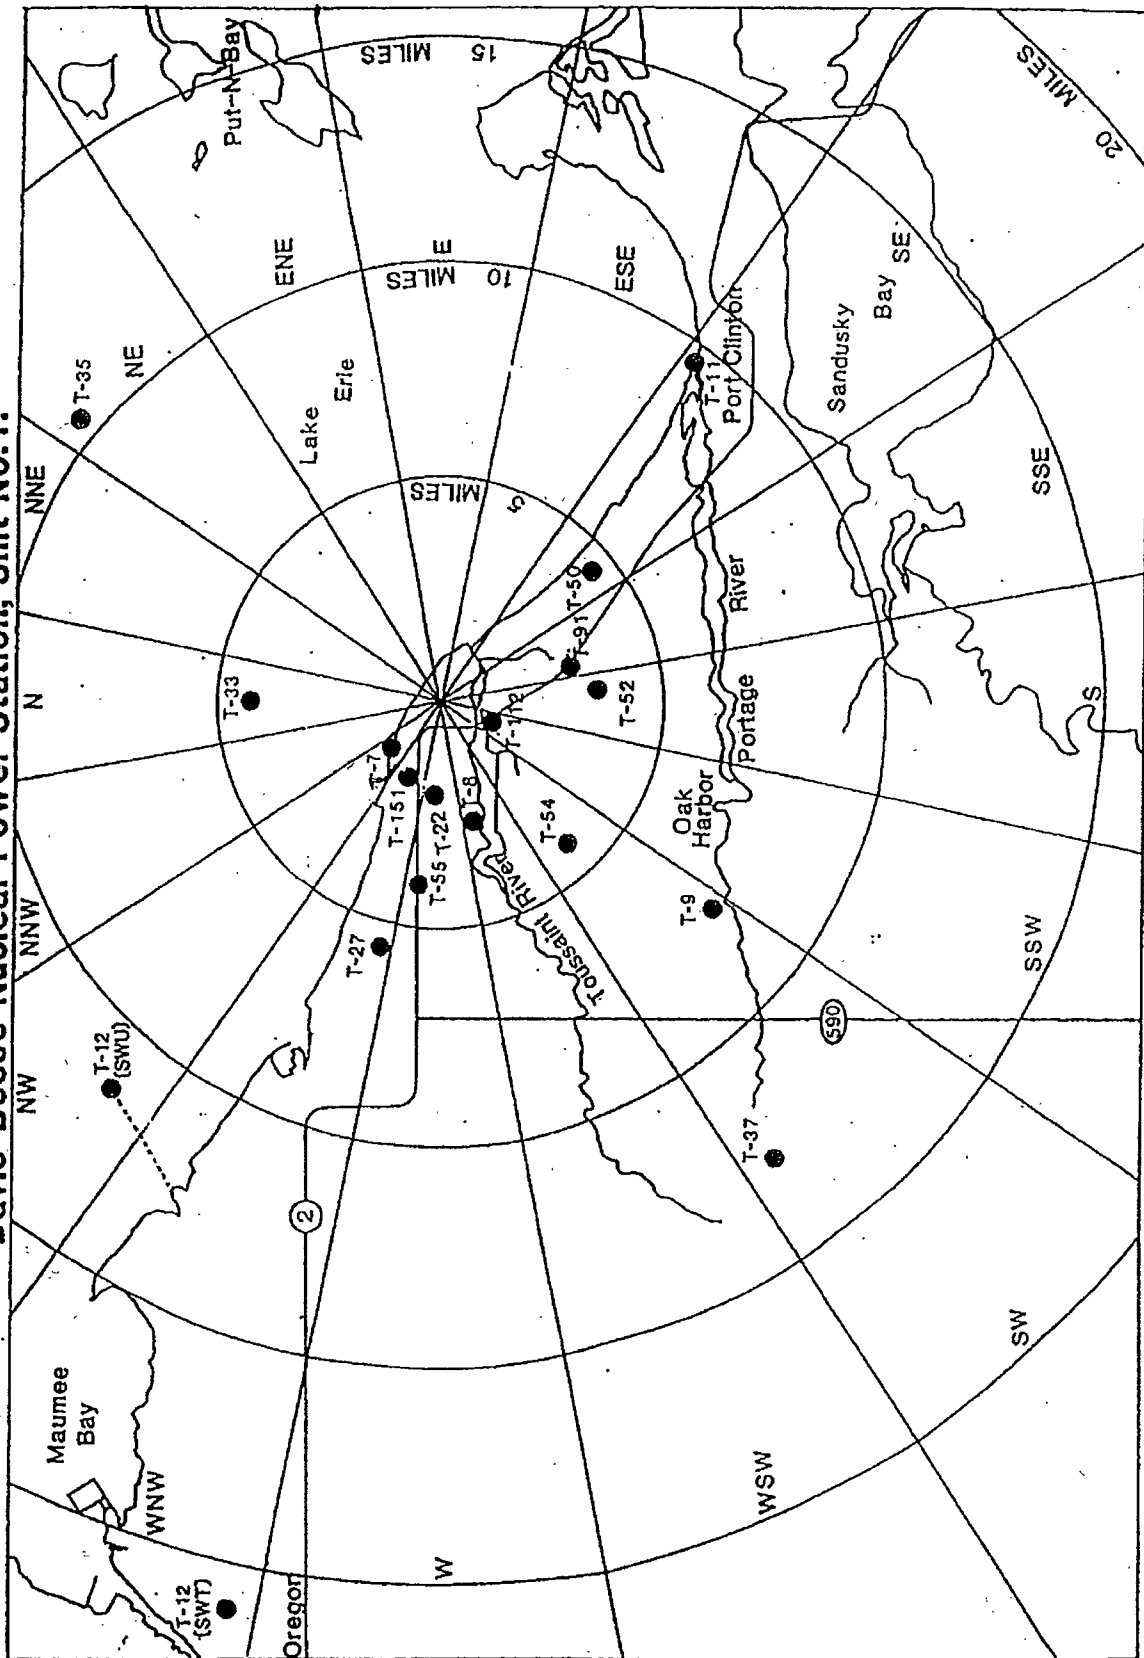 Davis-Besse Nuclear Power Station, Unit No. 1.
NW
NNW
N
NNE
NE
ENE
E
ESE
SE
SSE
S
SSW
SW
WSW
W
WNW
MILES
5
MILES
10
MILES
15
MILES
20
Put-N-Bay
Lake
Erie
Maumee
Bay
Oregon
T-12
(SWT)
T-12
(SWU)
T-35
T-33
T-7
T-151
T-22
T-8
T-55
T-27
T-112
T-91
T-50
T-52
T-54
T-9
T-37
T-11
Port Clinton
Sandusky
Bay
Toussaint River
Oak
Harbor
Portage
River
2
590